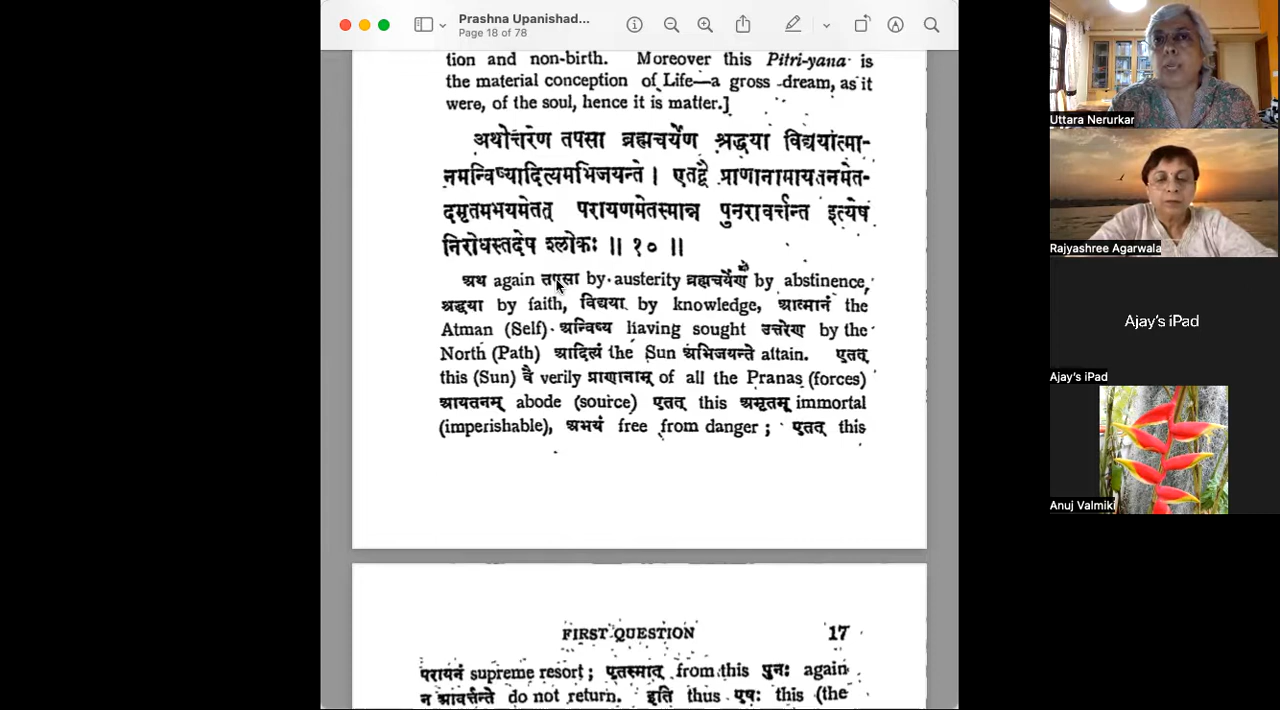 Prashna Upanishad...
Page 18 of 78
tion and non-birth. Moreover this Pitri-yana is
the material conception of Life—a gross dream, as it
were, of the soul, hence it is matter.]
अथोत्तरेण तपसा ब्रह्मचर्येण श्रद्धया विद्ययात्मा-
नमन्विष्यादित्यमभिजयन्ते । एतद्वै प्राणानामायतनमेत-
दमृतमभयमेतत् परायणमेतस्मान्न पुनरावर्त्तन्त इत्येष
निरोधस्तदेष श्लोकः ॥ १० ॥
अथ again तपसा by austerity ब्रह्मचर्येण by abstinence,
श्रद्धया by faith, विद्यया by knowledge, आत्मानं the
Atman (Self) अन्विष्य having sought उत्तरेण by the
North (Path) आदित्यं the Sun अभिजयन्ते attain. एतत्
this (Sun) वै verily प्राणानाम् of all the Pranas (forces)
आयतनम् abode (source) एतत् this अमृतम् immortal
(imperishable), अभयं free from danger ; एतत् this
FIRST QUESTION 17
परायनं supreme resort ; एतस्मात् from this पुनः again
न आवर्त्तन्ते do not return. इति thus एषः this (the
Uttara Nerurkar
Rajyashree Agarwala
Ajay's iPad
Ajay's iPad
Anuj Valmiki